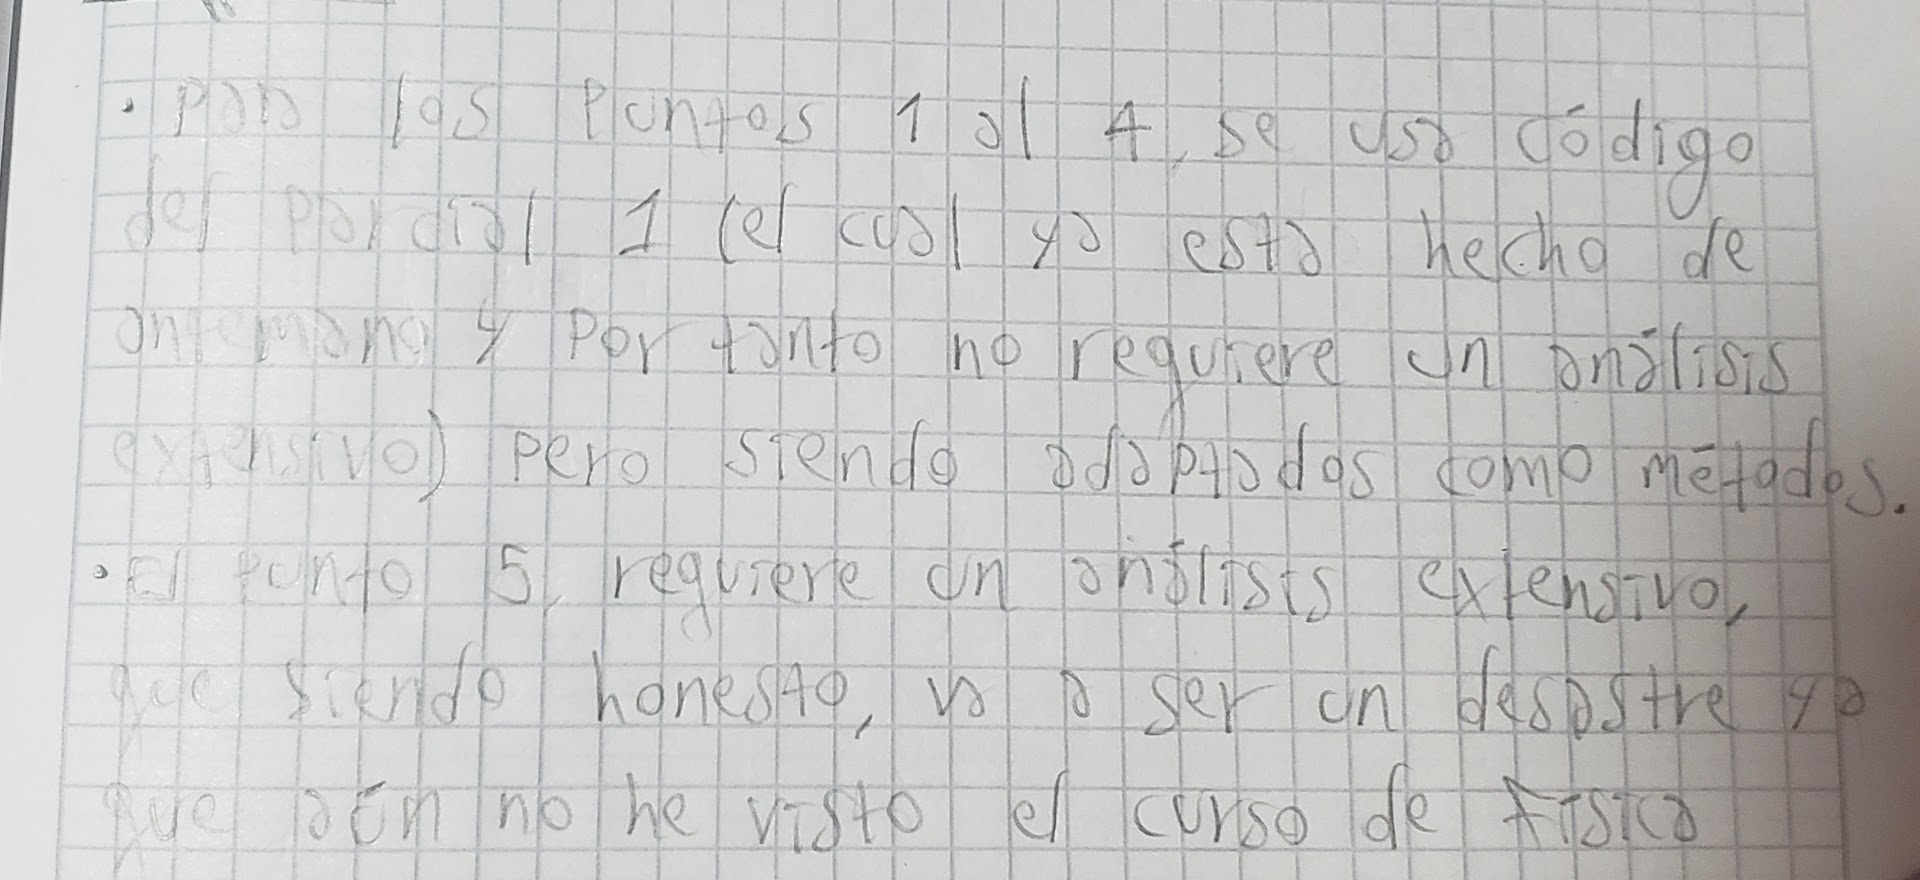 • para los puntos 1 al 4, se usa código
del parcial 1 (el cual ya esta hecho de
antemano y por tanto no requiere un análisis
extensivo) pero siendo adaptados como métodos.
• El punto 5, requiere un análisis extensivo,
que siendo honesto, va a ser un desastre ya
que aún no he visto el curso de física